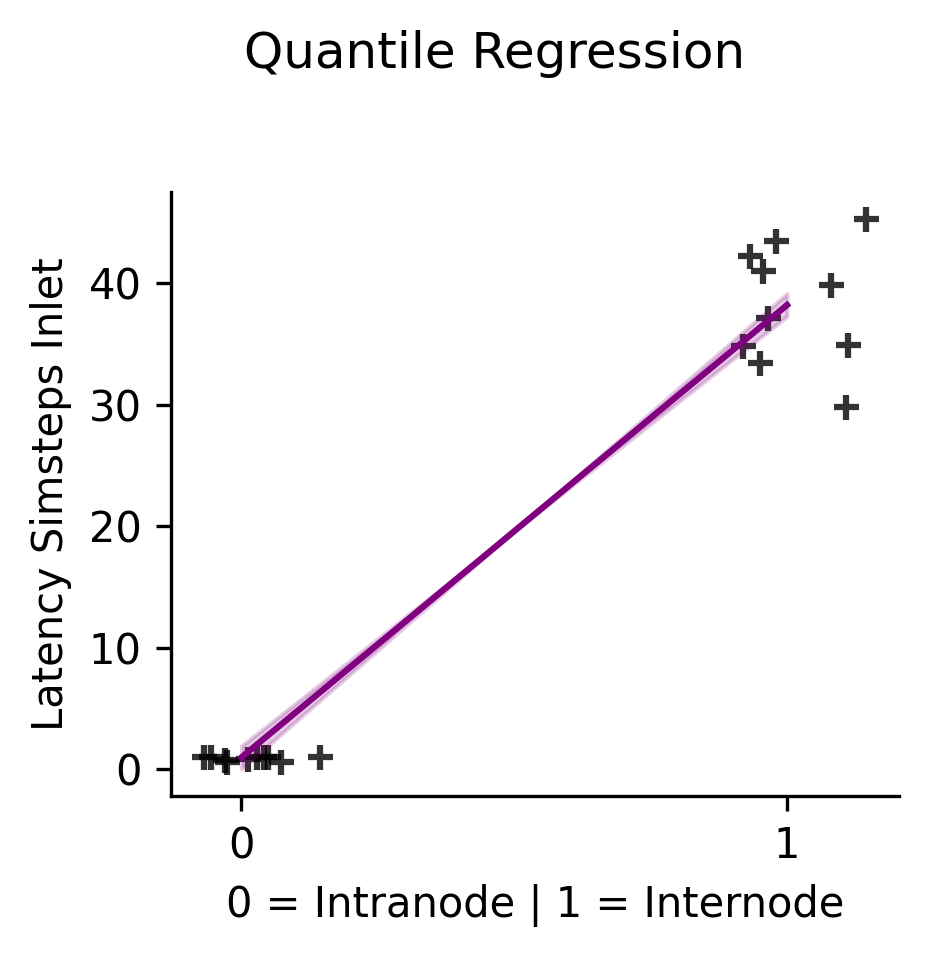 Quantile Regression
Latency Simsteps Inlet
40
30
20
10
0
0 1
0 = Intranode | 1 = Internode